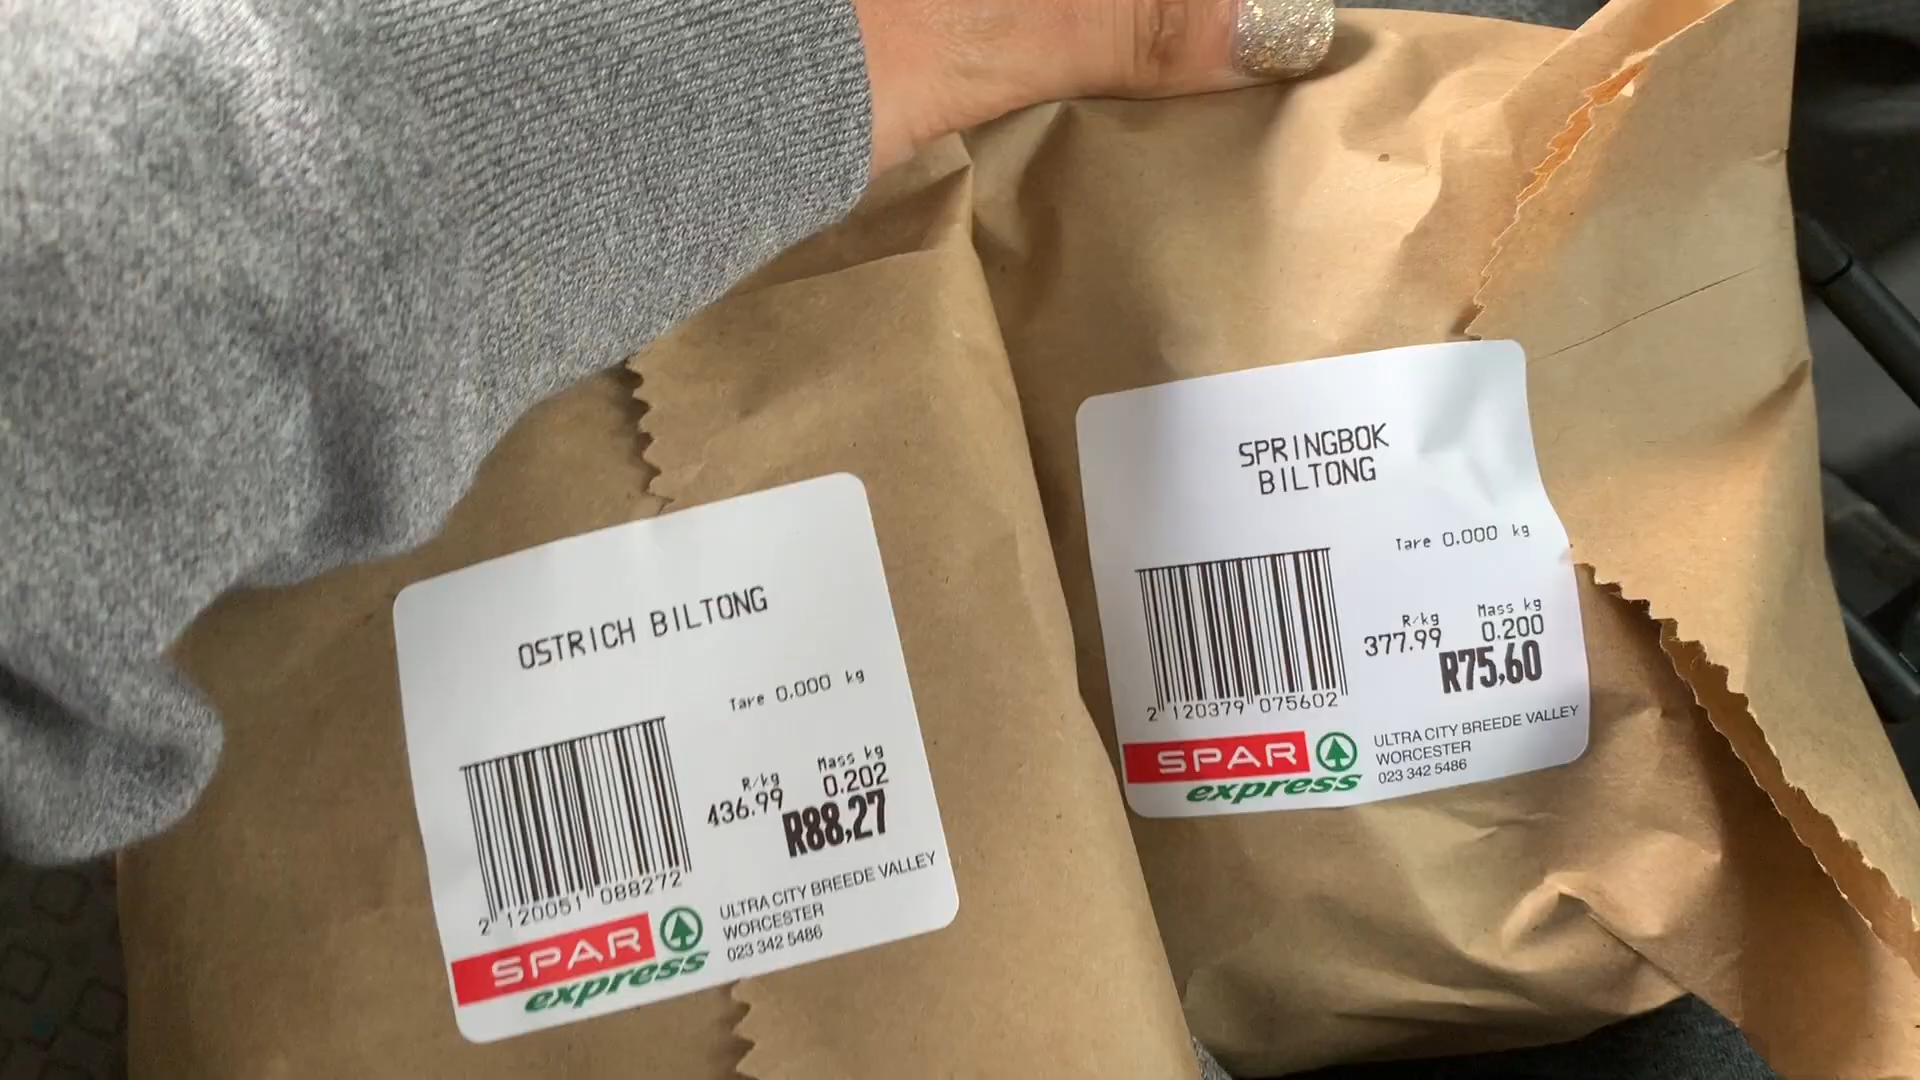 OSTRICH BILTONG
Tare 0.000 kg
R/kg Mass kg
436.99 0.202
R88,27
2 120051 088272
SPAR
express
ULTRA CITY BREEDE VALLEY
WORCESTER
023 342 5486
SPRINGBOK
BILTONG
Tare 0.000 kg
R/kg Mass kg
377.99 0.200
R75,60
2 120379 075602
SPAR
express
ULTRA CITY BREEDE VALLEY
WORCESTER
023 342 5486